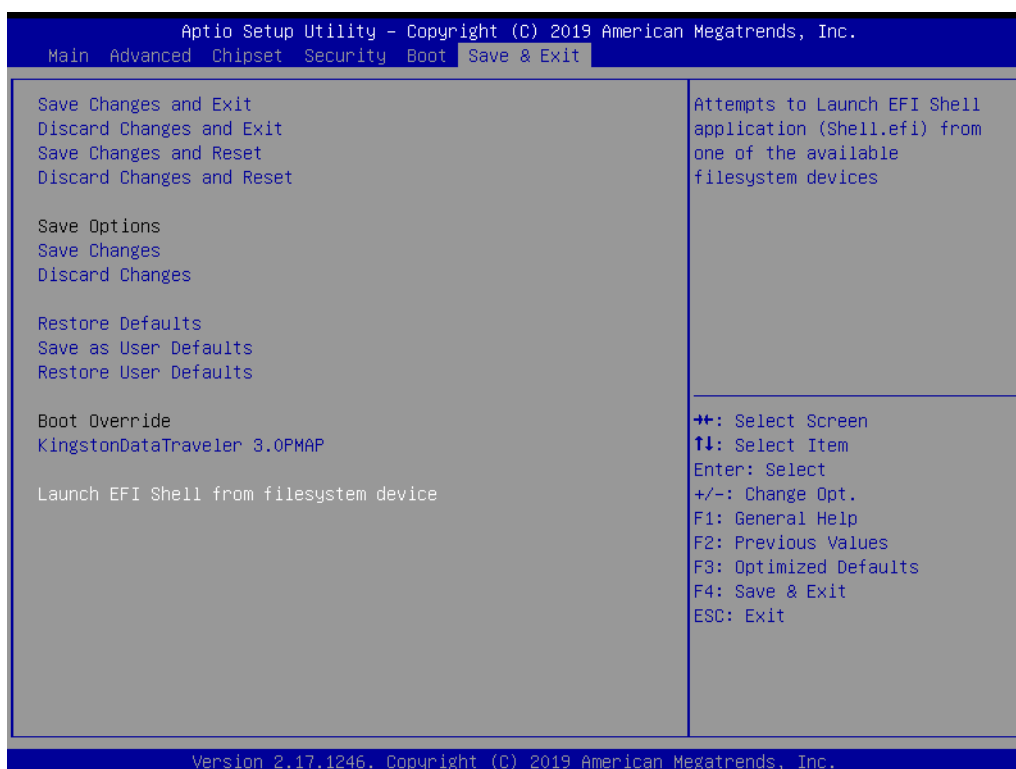 Aptio Setup Utility – Copyright (C) 2019 American Megatrends, Inc.
Main Advanced Chipset Security Boot Save & Exit
Save Changes and Exit
Discard Changes and Exit
Save Changes and Reset
Discard Changes and Reset
Save Options
Save Changes
Discard Changes
Restore Defaults
Save as User Defaults
Restore User Defaults
Boot Override
KingstonDataTraveler 3.0PMAP
Launch EFI Shell from filesystem device
Attempts to Launch EFI Shell
application (Shell.efi) from
one of the available
filesystem devices
→←: Select Screen
↑↓: Select Item
Enter: Select
+/-: Change Opt.
F1: General Help
F2: Previous Values
F3: Optimized Defaults
F4: Save & Exit
ESC: Exit
Version 2.17.1246. Copyright (C) 2019 American Megatrends, Inc.